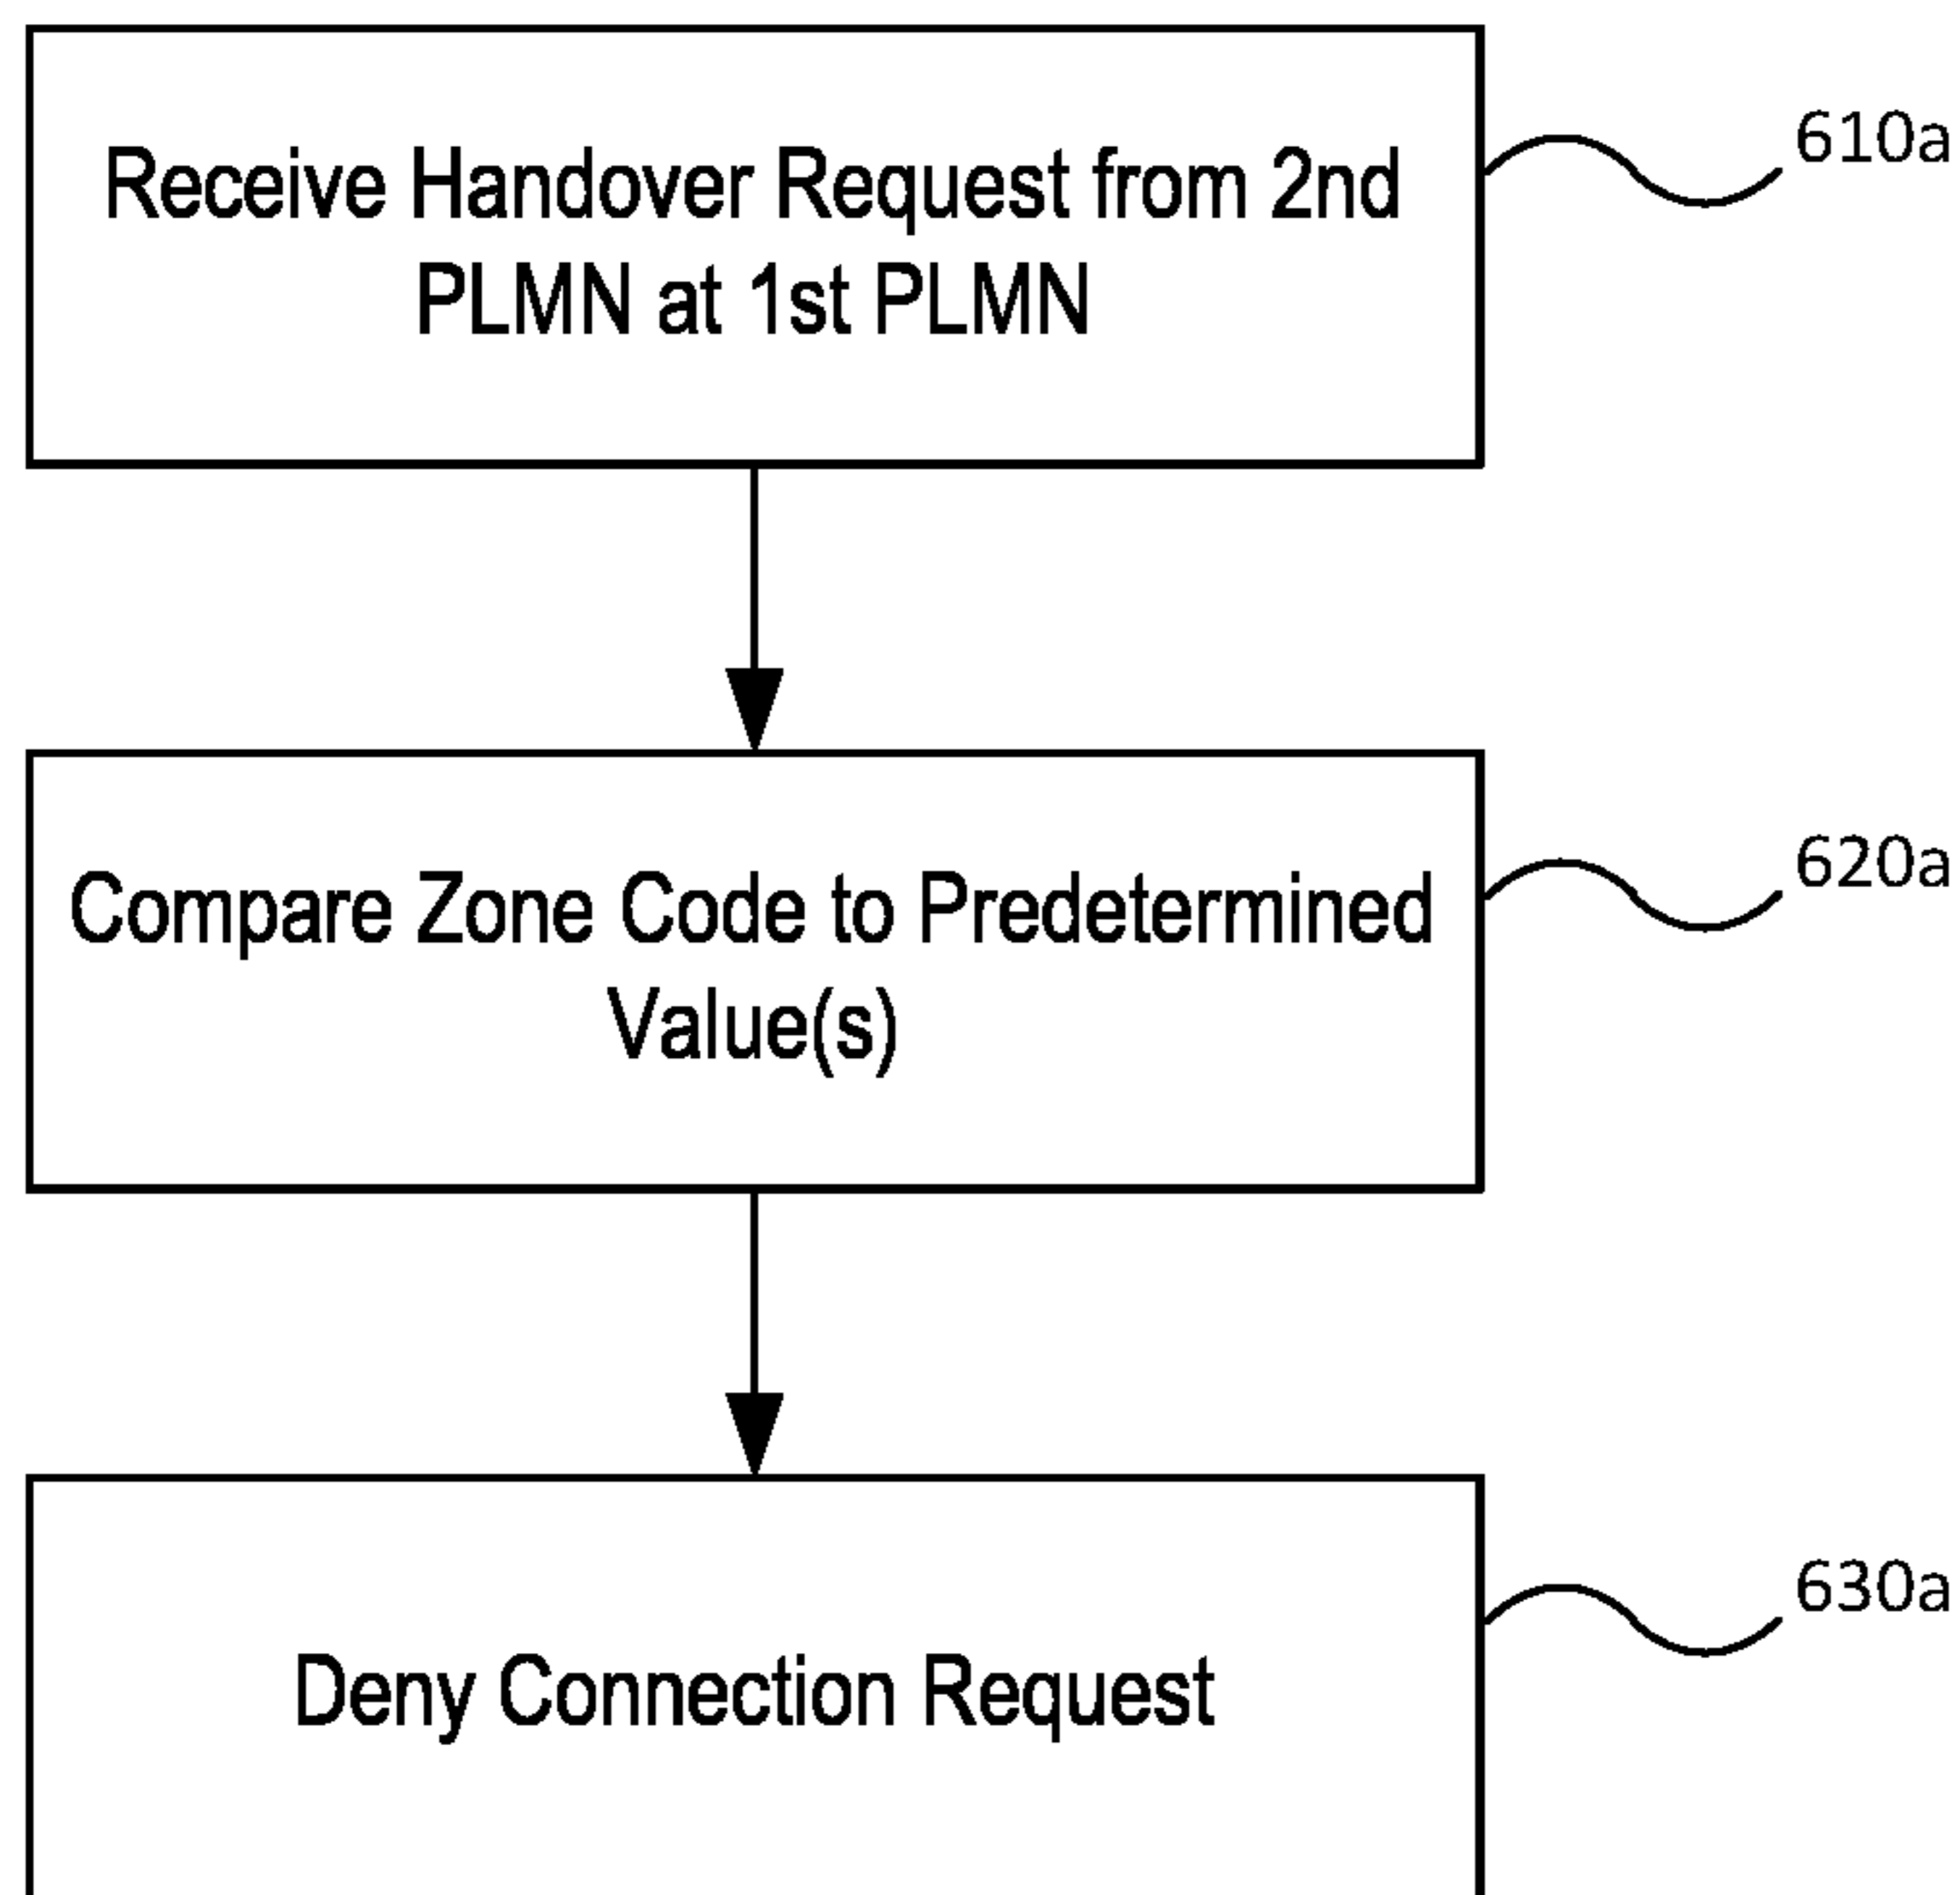 Receive Handover Request from 2nd
PLMN at 1st PLMN
610a
Compare Zone Code to Predetermined
Value(s)
620a
Deny Connection Request
630a